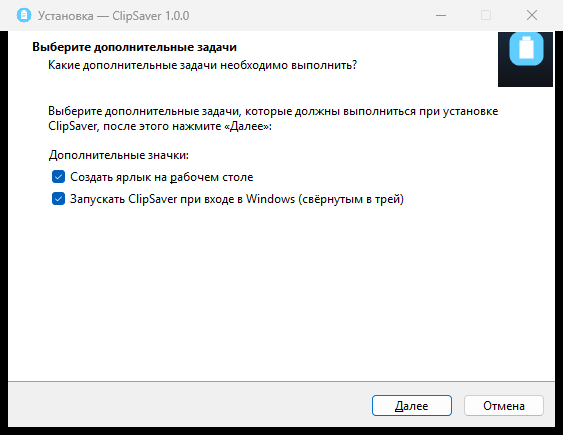 Установка — ClipSaver 1.0.0
Выберите дополнительные задачи
Какие дополнительные задачи необходимо выполнить?
Выберите дополнительные задачи, которые должны выполниться при установке
ClipSaver, после этого нажмите «Далее»:
Дополнительные значки:
Создать ярлык на рабочем столе
Запускать ClipSaver при входе в Windows (свёрнутым в трей)
Далее
Отмена